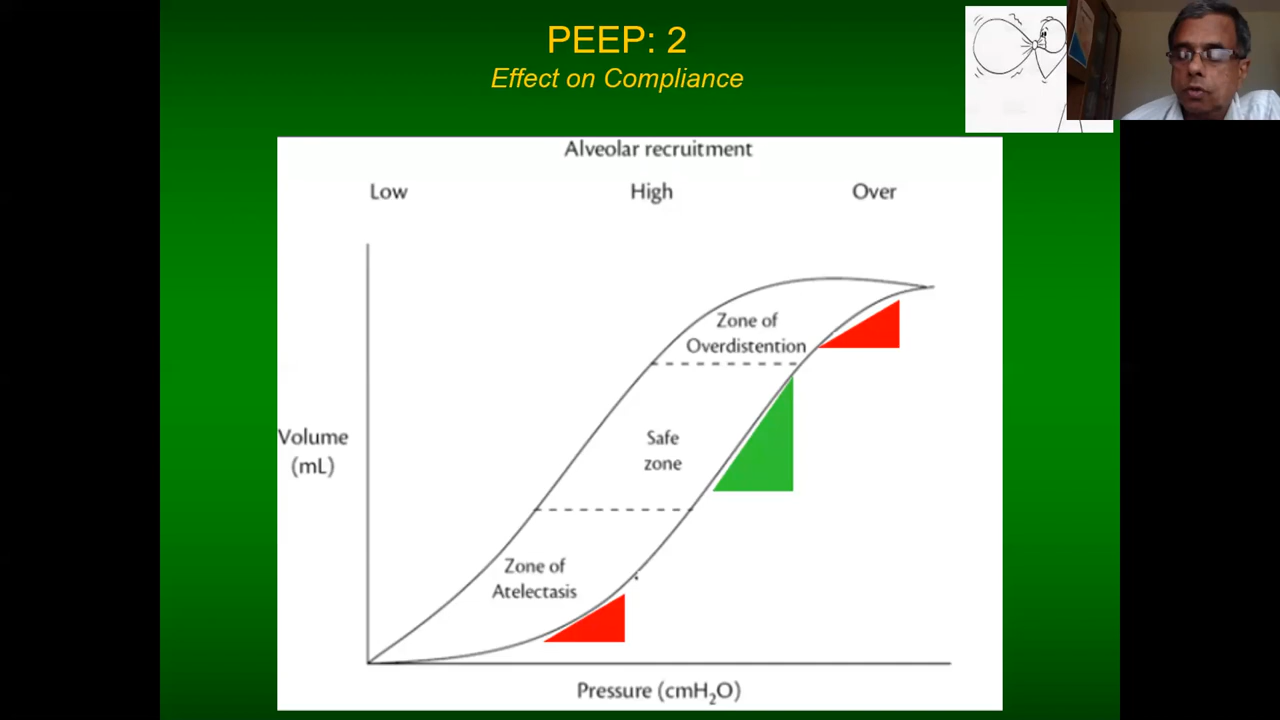 PEEP: 2
Effect on Compliance
Alveolar recruitment
Low High Over
Zone of
Overdistention
Volume
(mL)
Safe
zone
Zone of
Atelectasis
Pressure (cmH₂O)